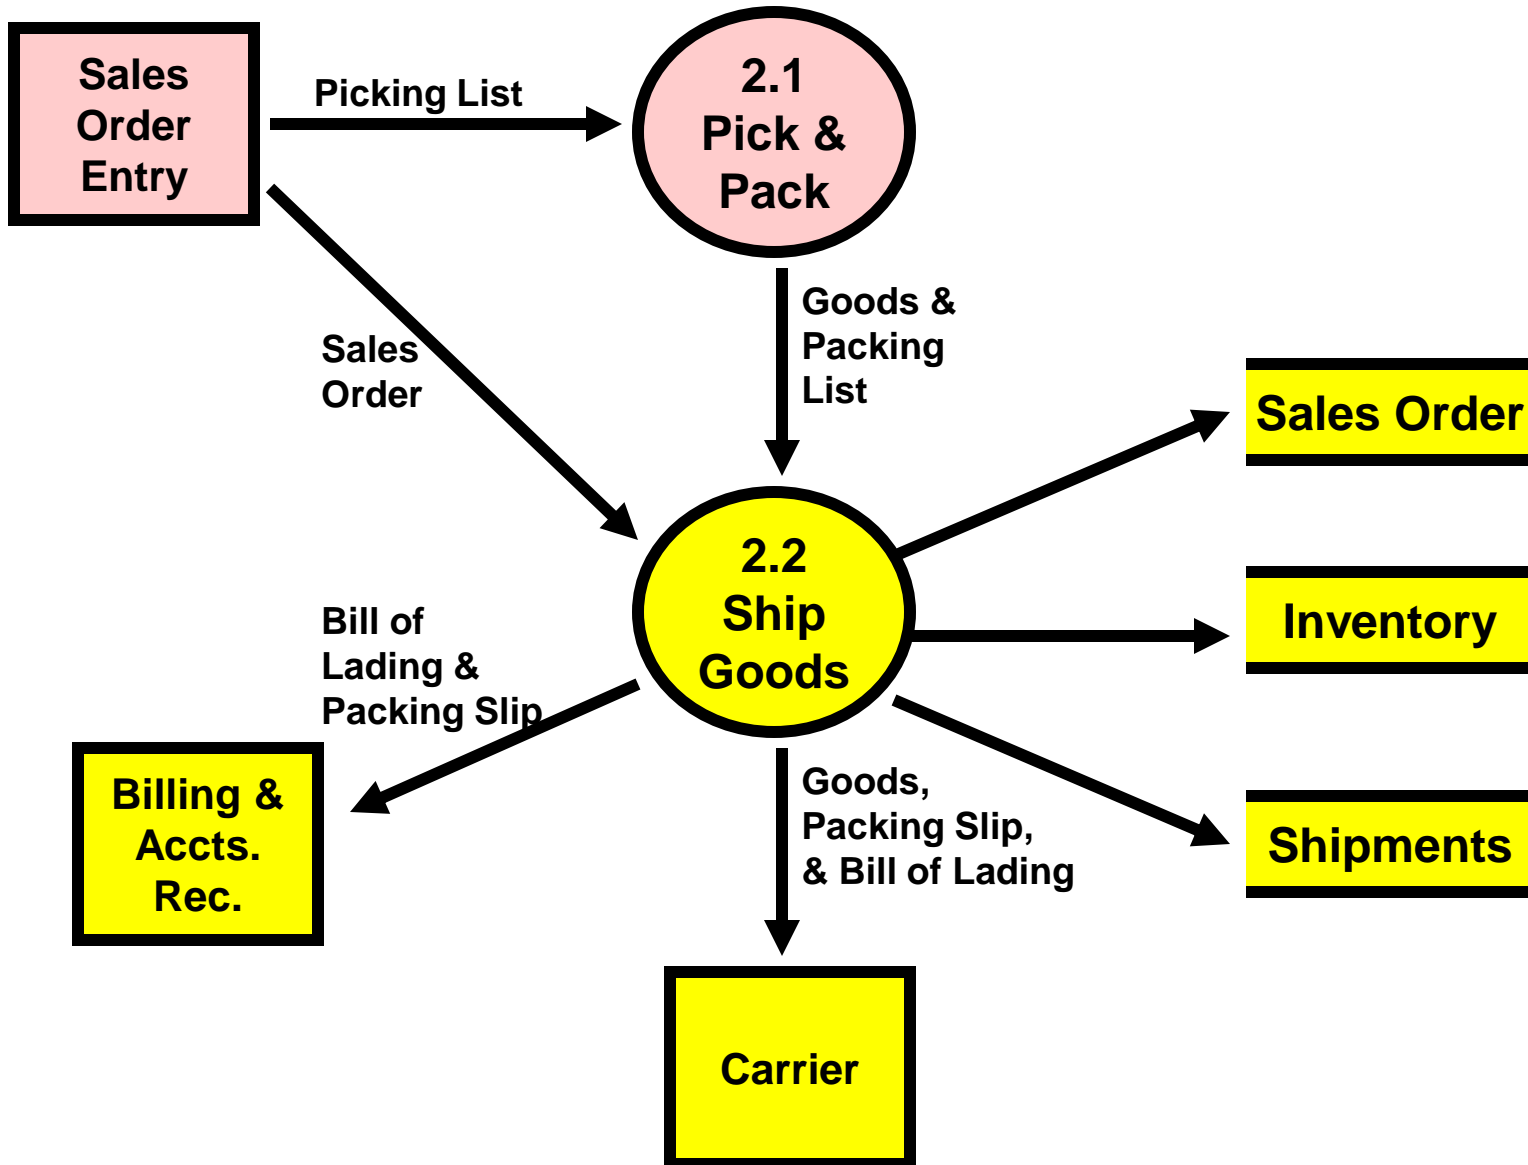 Sales
Order
Entry
Picking List
2.1
Pick &
Pack
Goods &
Packing
List
Sales
Order
Sales Order
2.2
Ship
Goods
Inventory
Bill of
Lading &
Packing Slip
Billing &
Accts.
Rec.
Goods,
Packing Slip,
& Bill of Lading
Shipments
Carrier